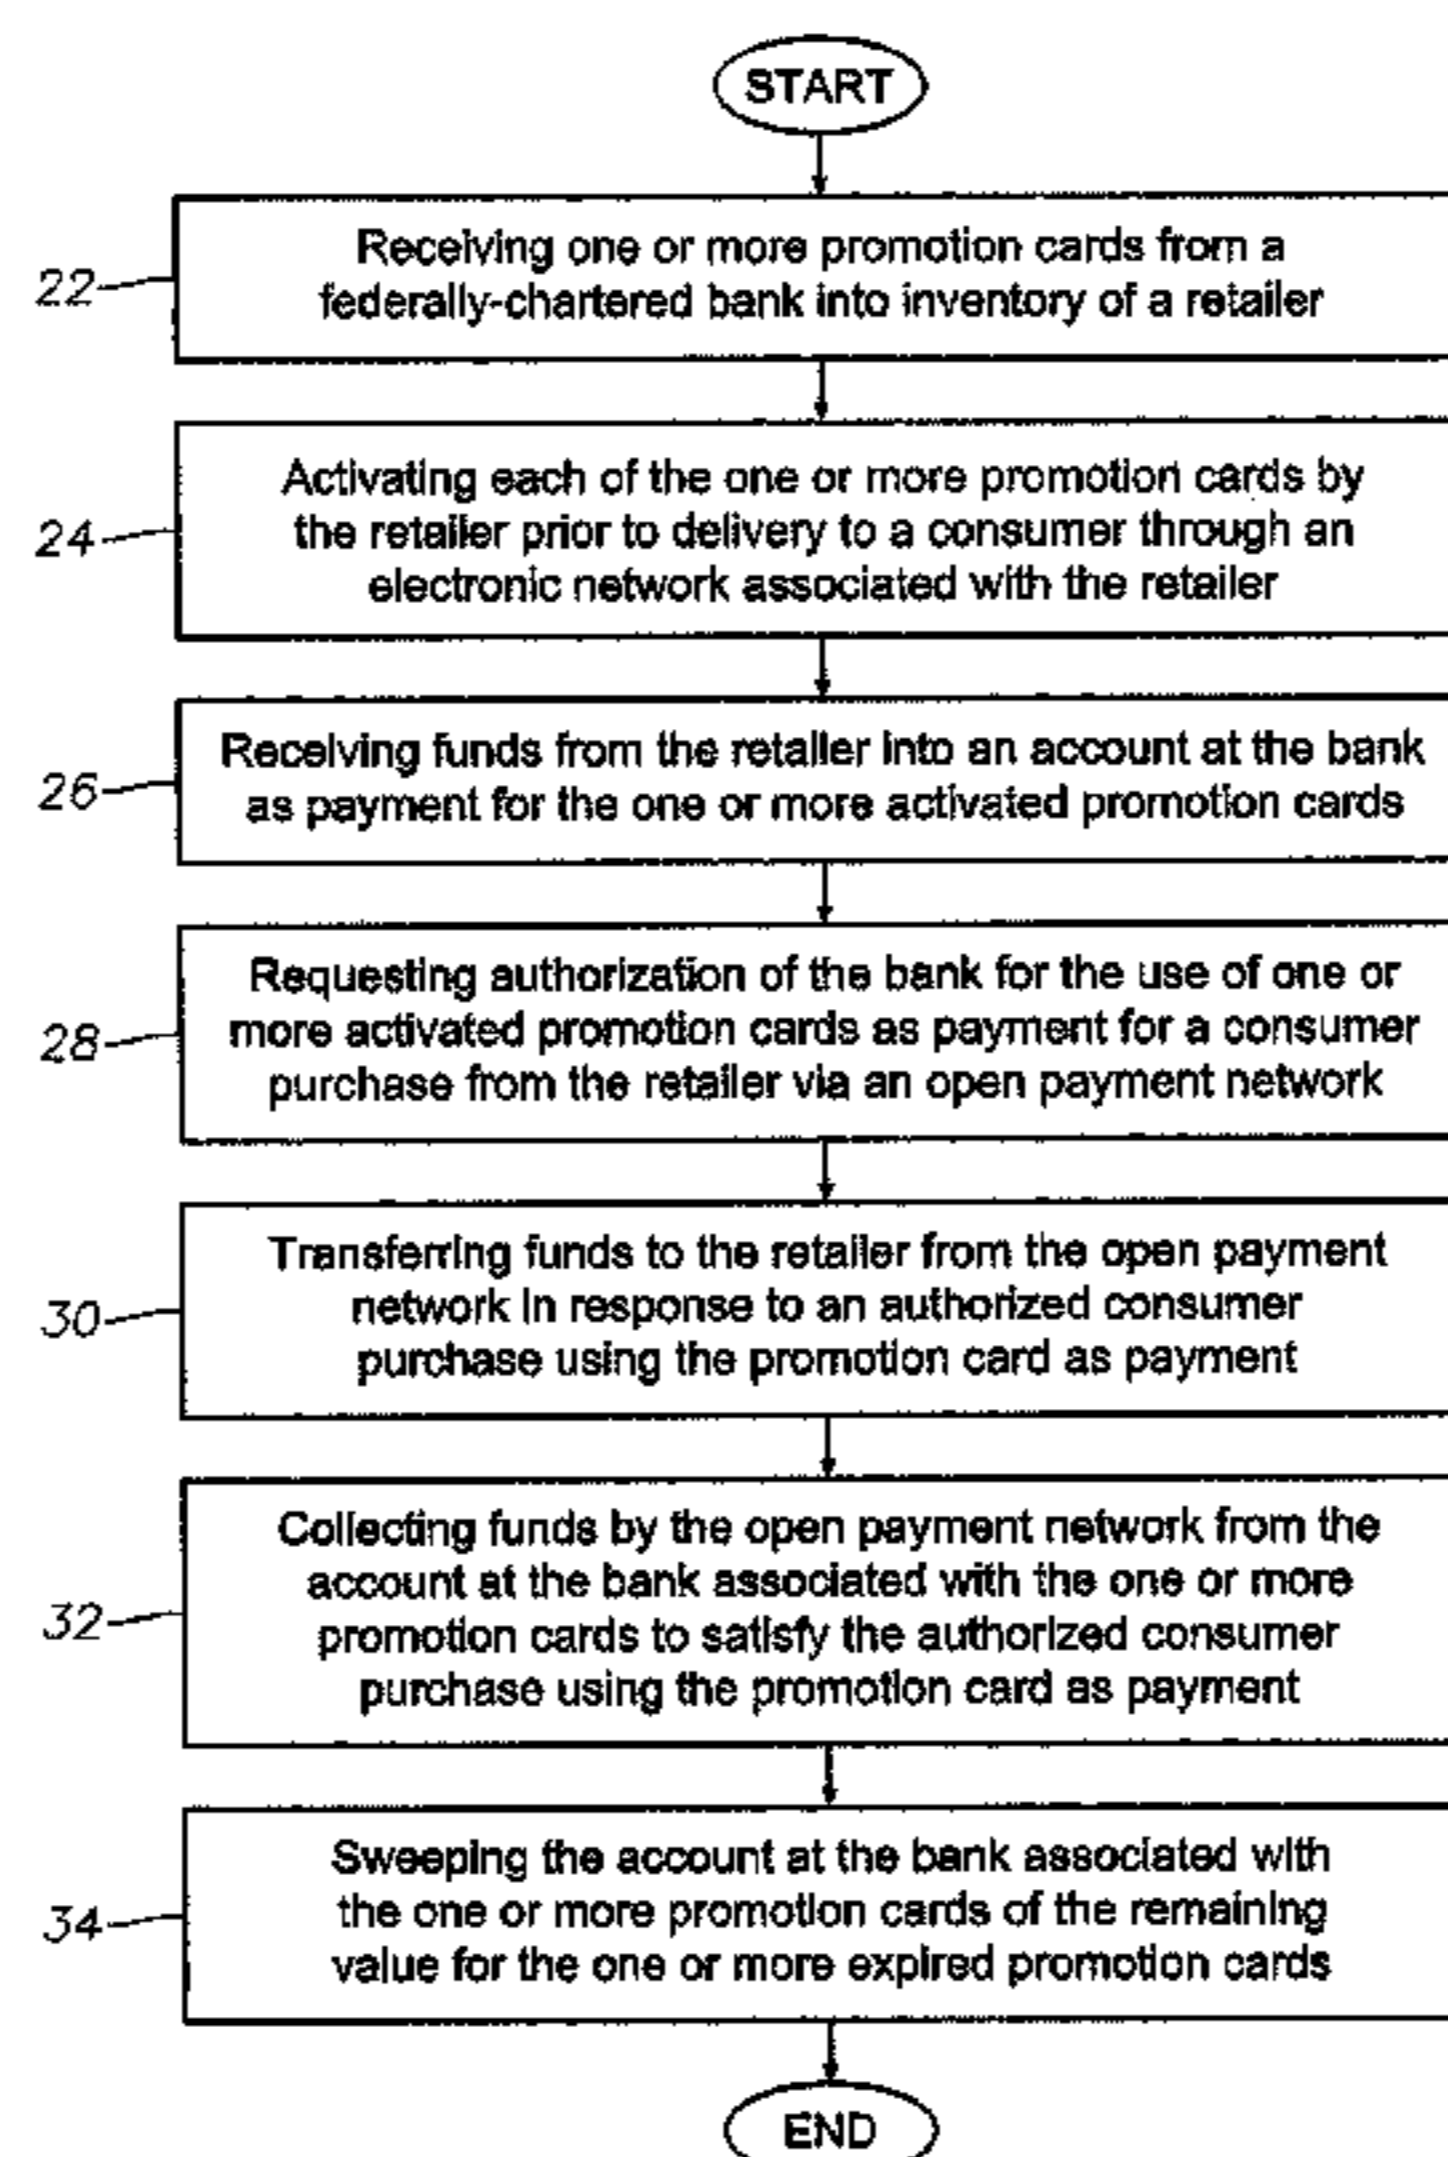 START
22
Receiving one or more promotion cards from a
federally-chartered bank into inventory of a retailer
24
Activating each of the one or more promotion cards by
the retailer prior to delivery to a consumer through an
electronic network associated with the retailer
26
Receiving funds from the retailer into an account at the bank
as payment for the one or more activated promotion cards
28
Requesting authorization of the bank for the use of one or
more activated promotion cards as payment for a consumer
purchase from the retailer via an open payment network
30
Transferring funds to the retailer from the open payment
network in response to an authorized consumer
purchase using the promotion card as payment
32
Collecting funds by the open payment network from the
account at the bank associated with the one or more
promotion cards to satisfy the authorized consumer
purchase using the promotion card as payment
34
Sweeping the account at the bank associated with
the one or more promotion cards of the remaining
value for the one or more expired promotion cards
END